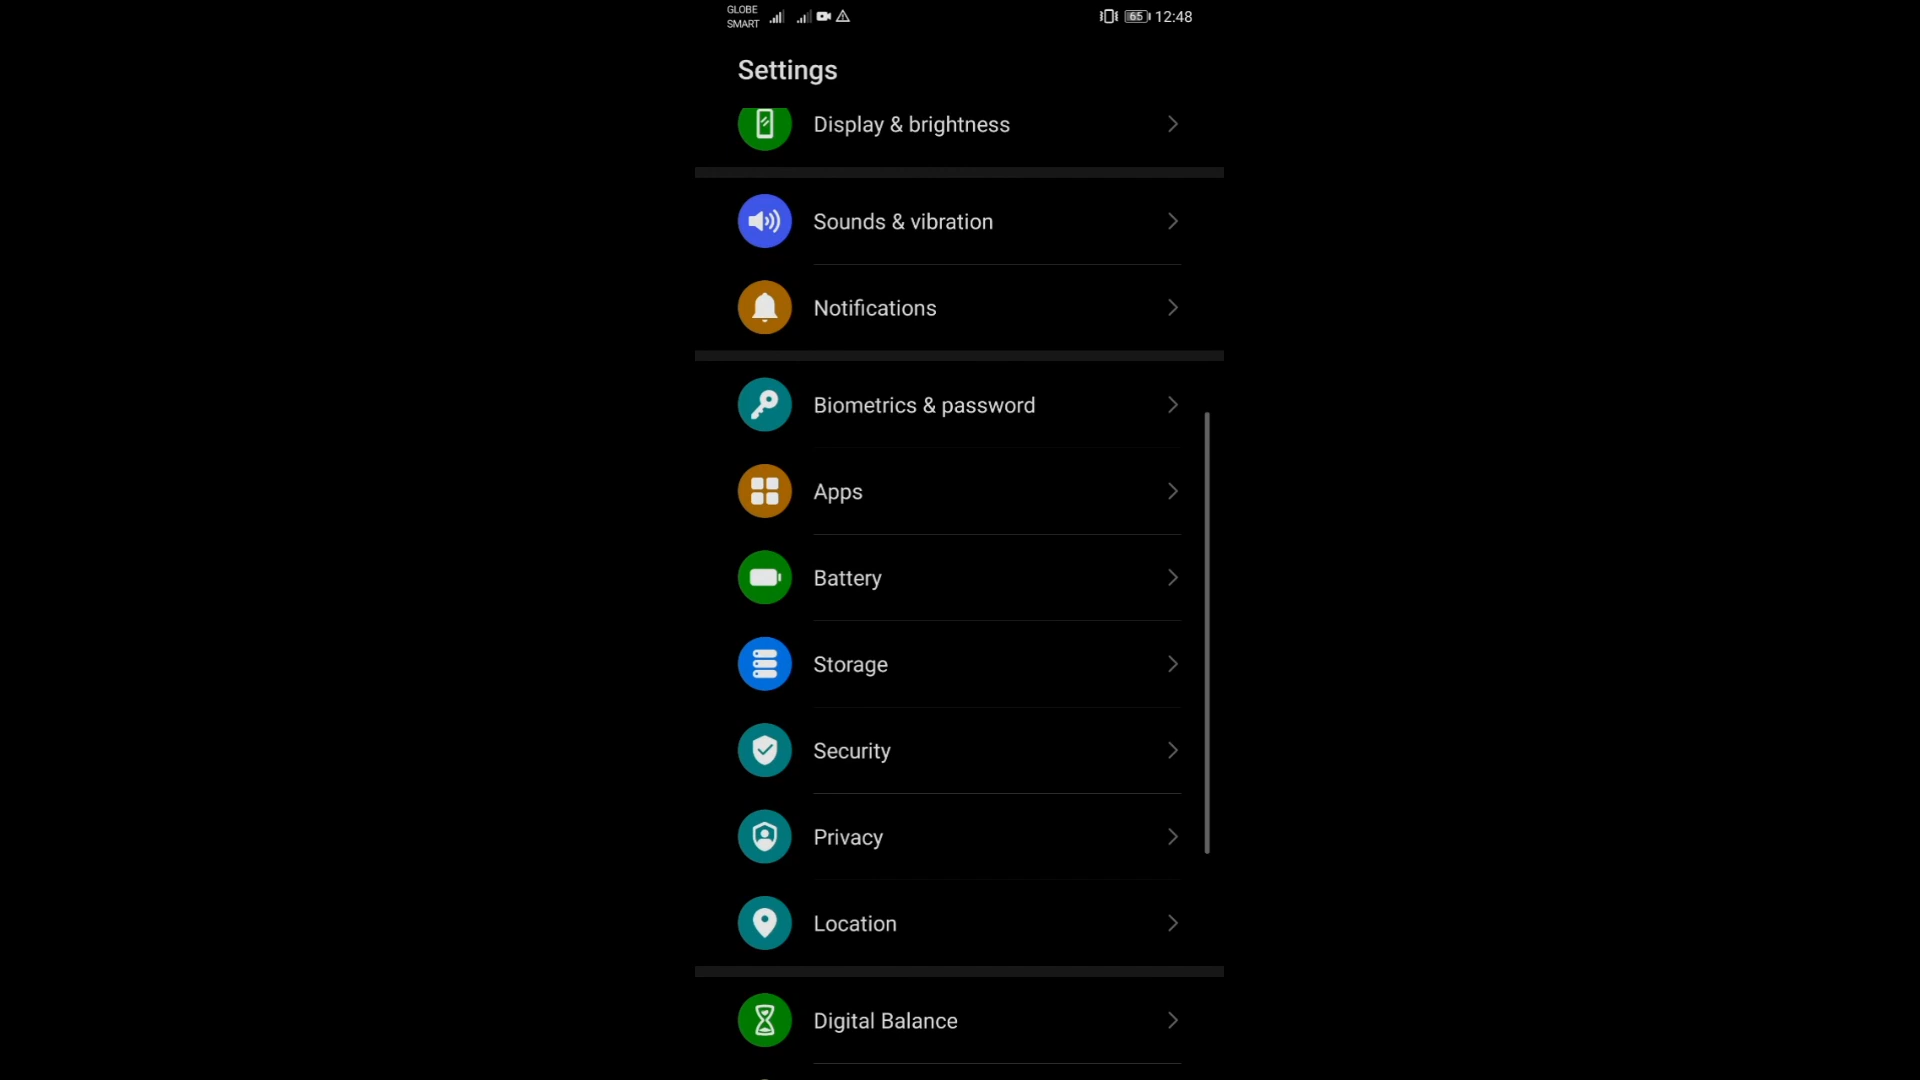 GLOBE
SMART
65 12:48
Settings
Display & brightness
Sounds & vibration
Notifications
Biometrics & password
Apps
Battery
Storage
Security
Privacy
Location
Digital Balance